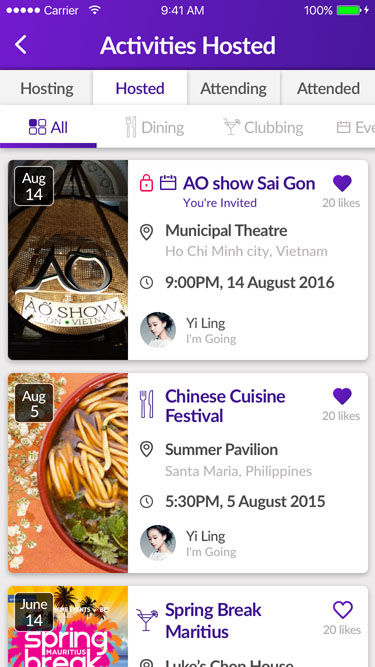 Carrier 9:41 AM 100%
Activities Hosted
Hosting Hosted Attending Attended
All Dining Clubbing Eve
Aug
14
AO
ÀỐ SHOW
GON • VIETNA
AO show Sai Gon
You're Invited
20 likes
Municipal Theatre
Ho Chi Minh city, Vietnam
9:00PM, 14 August 2016
Yi Ling
I'm Going
Aug
5
Chinese Cuisine
Festival
20 likes
Summer Pavilion
Santa Maria, Philippines
5:30PM, 5 August 2015
Yi Ling
I'm Going
June
14
spring
MAURITIUS
break
Spring Break
Maritius
20 likes
Luke's Chop House